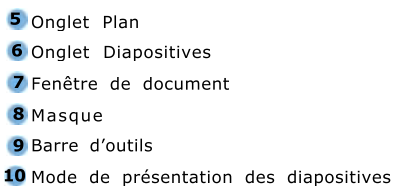 5 Onglet Plan
6 Onglet Diapositives
7 Fenêtre de document
8 Masque
9 Barre d’outils
10 Mode de présentation des diapositives